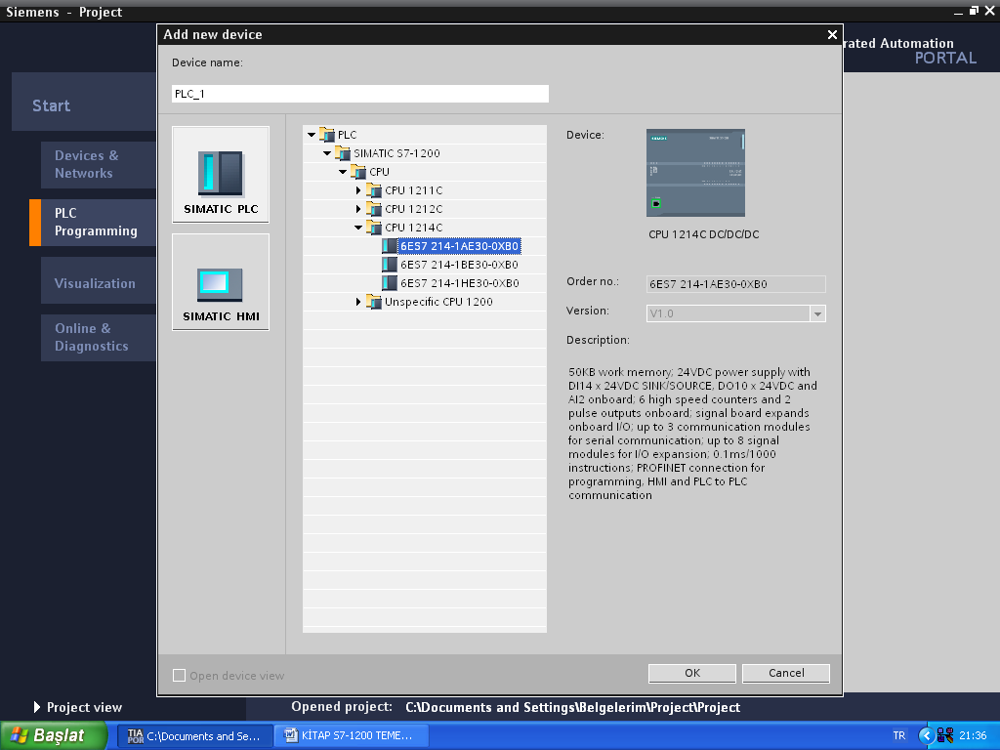 Siemens - Project
Add new device
rated Automation
PORTAL
Device name:
PLC_1
Start
Devices &
Networks
PLC
Programming
Visualization
Online &
Diagnostics
SIMATIC PLC
SIMATIC HMI
PLC
SIMATIC S7-1200
CPU
CPU 1211C
CPU 1212C
CPU 1214C
6ES7 214-1AE30-0XB0
6ES7 214-1BE30-0XB0
6ES7 214-1HE30-0XB0
Unspecific CPU 1200
Device:
CPU 1214C DC/DC/DC
Order no.:
6ES7 214-1AE30-0XB0
Version:
V1.0
Description:
50KB work memory; 24VDC power supply with
DI14 x 24VDC SINK/SOURCE, DO10 x 24VDC and
AI2 onboard; 6 high speed counters and 2
pulse outputs onboard; signal board expands
onboard I/O; up to 3 communication modules
for serial communication; up to 8 signal
modules for I/O expansion; 0.1ms/1000
instructions; PROFINET connection for
programming, HMI and PLC to PLC
communication
Open device view
OK
Cancel
Project view
Opened project: C:\Documents and Settings\Belgelerim\Project\Project
Başlat
TIA
POR
C:\Documents and Se...
KİTAP S7-1200 TEME...
TR
21:36